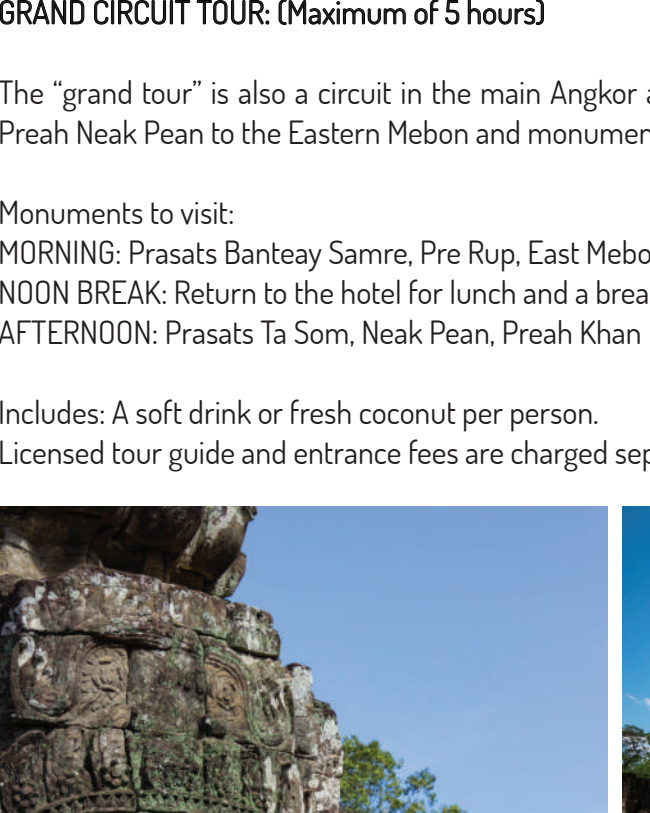 GRAND CIRCUIT TOUR: (Maximum of 5 hours)
The “grand tour” is also a circuit in the main Angkor
Preah Neak Pean to the Eastern Mebon and
Monuments to visit:
MORNING: Prasats Banteay Samre, Pre Rup, East
NOON BREAK: Return to the hotel for lunch and a
AFTERNOON: Prasats Ta Som, Neak Pean, Preah Khan
Includes: A soft drink or fresh coconut per person.
Licensed tour guide and entrance fees are charged